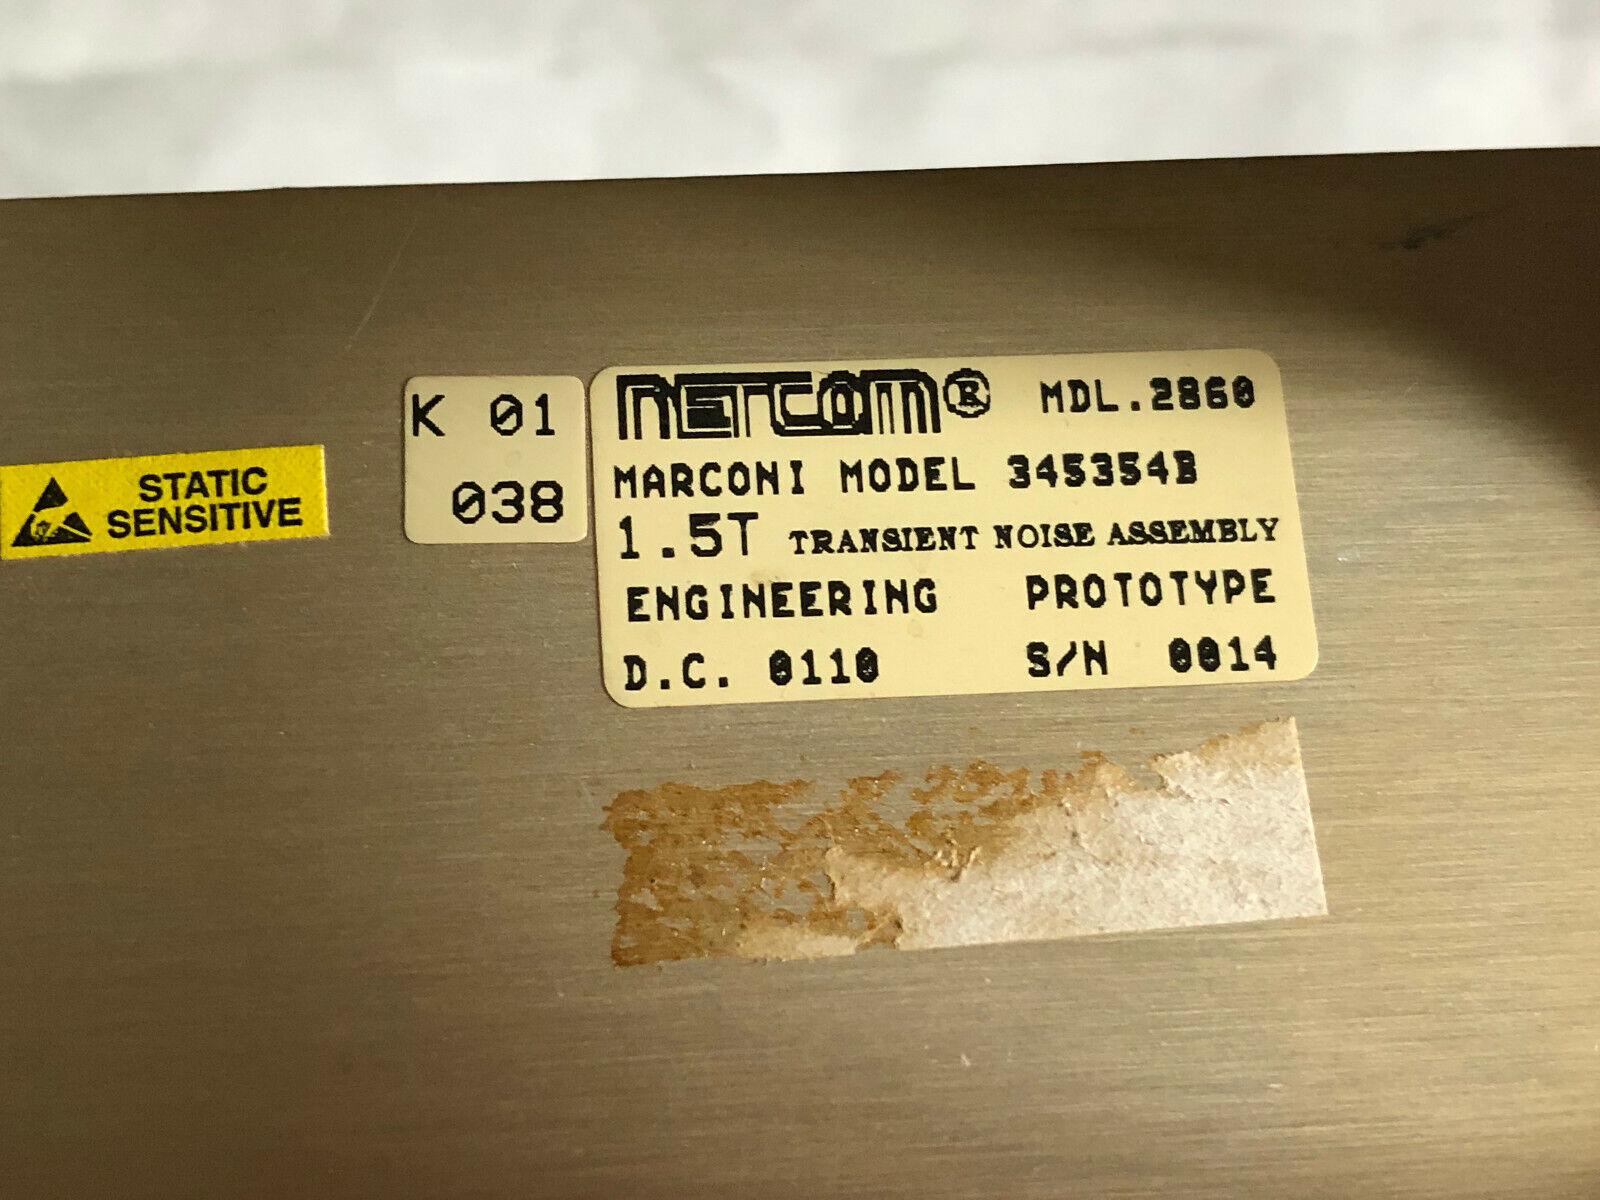 STATIC
SENSITIVE
K 01
038
NETCOM® MDL.2860
MARCONI MODEL 345354B
1.5T TRANSIENT NOISE ASSEMBLY
ENGINEERING PROTOTYPE
D.C. 0110 S/N 0014